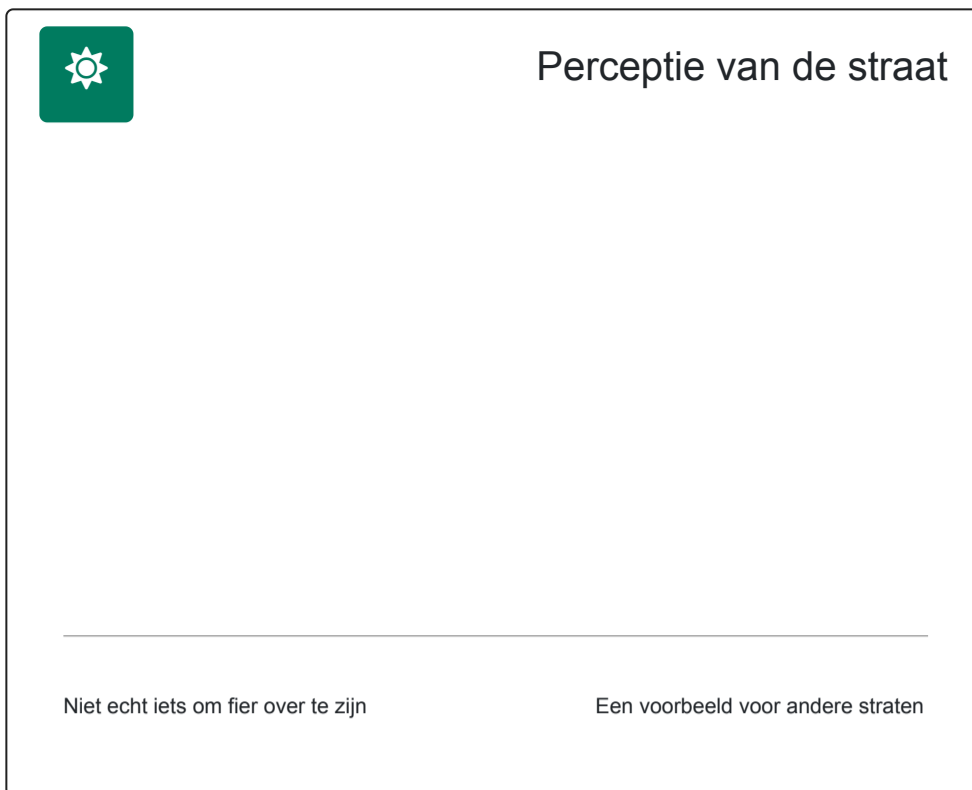 Perceptie van de straat
Niet echt iets om fier over te zijn
Een voorbeeld voor andere straten